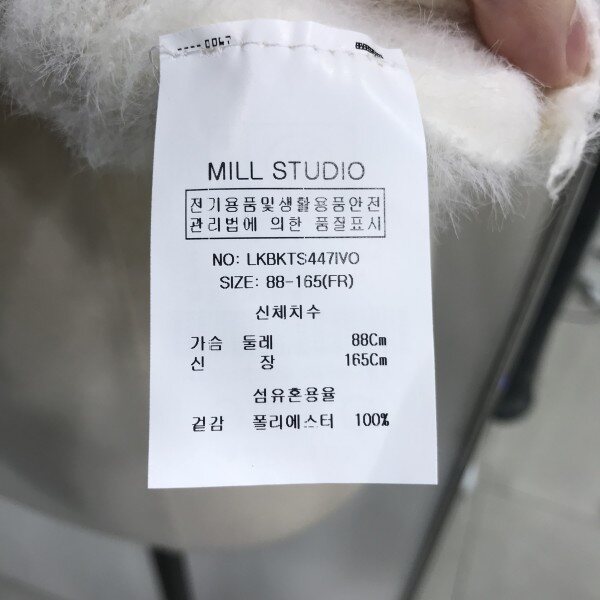 MILL STUDIO
전기용품및생활용품안전
관리법에 의한 품질표시
NO: LKBKTS447IVO
SIZE: 88-165(FR)
신체치수
가슴 둘레 88Cm
신 장 165Cm
섬유혼용율
겉감 폴리에스터 100%